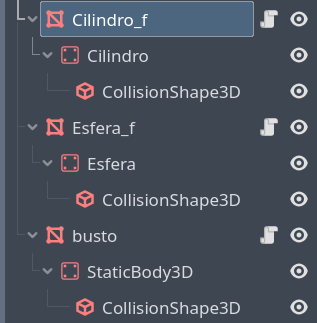 Cilindro_f
Cilindro
CollisionShape3D
Esfera_f
Esfera
CollisionShape3D
busto
StaticBody3D
CollisionShape3D